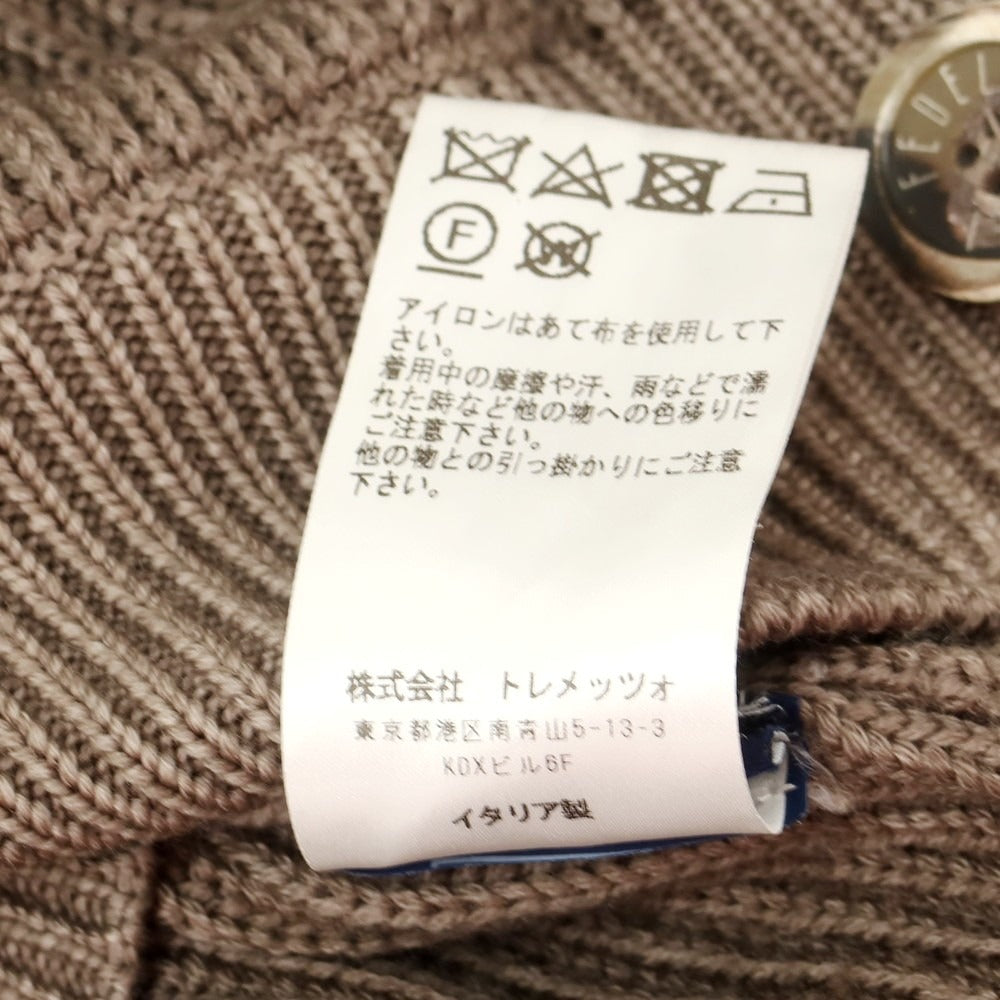 FEDEL
F
W
アイロンはあて布を使用して下
さい。
着用中の摩擦や汗、雨などで濡
れた時など他の物への色移りに
ご注意下さい。
他の物との引っ掛かりにご注意
下さい。
株式会社 トレメッツォ
東京都港区南青山5-13-3
KDXビル6F
イタリア製